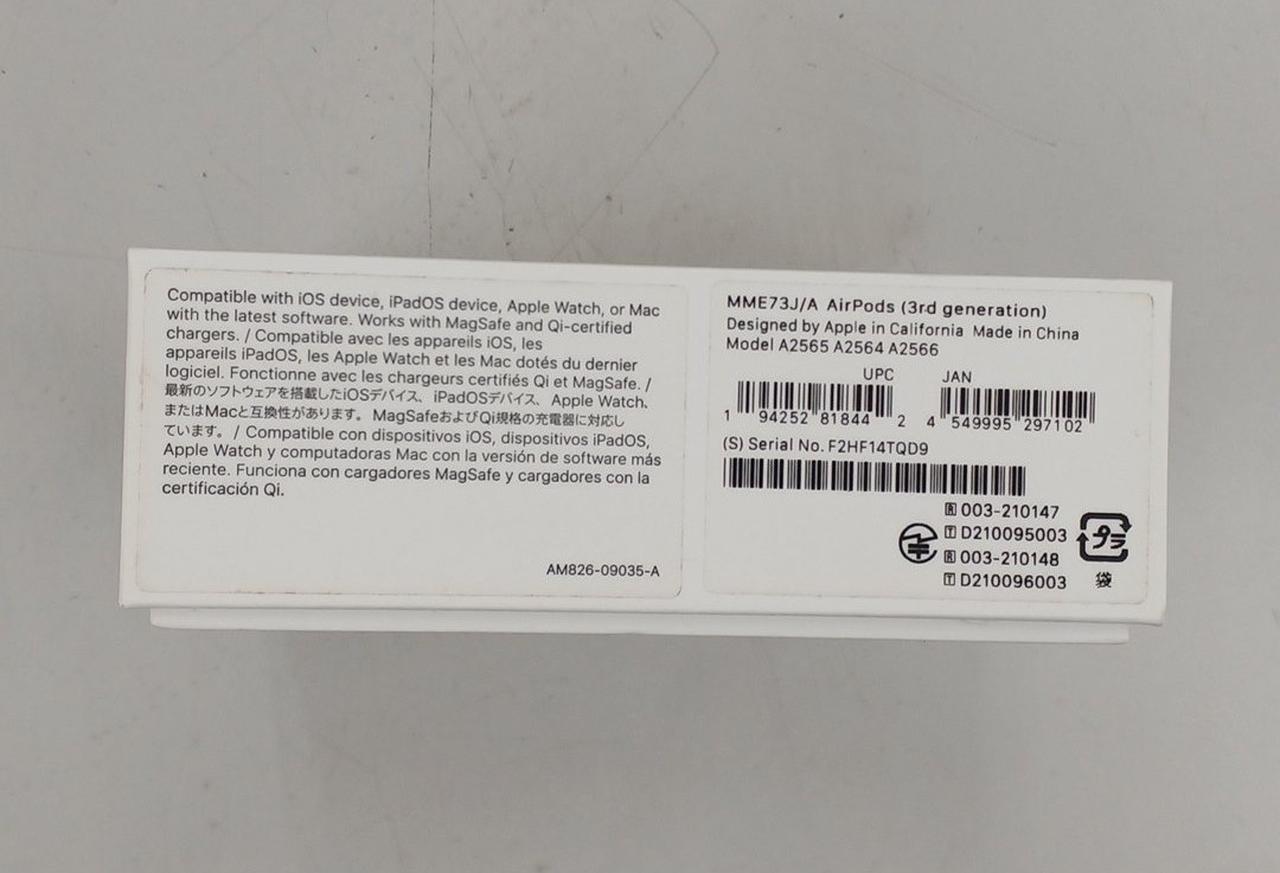 Compatible with iOS device, iPadOS device, Apple Watch, or Mac
with the latest software. Works with MagSafe and Qi-certified
chargers. / Compatible avec les appareils iOS, les
appareils iPadOS, les Apple Watch et les Mac dotés du dernier
logiciel. Fonctionne avec les chargeurs certifiés Qi et MagSafe. /
最新のソフトウェアを搭載したiOSデバイス、iPadOSデバイス、Apple Watch、
またはMacと互換性があります。MagSafeおよびQi規格の充電器に対応し
ています。/ Compatible con dispositivos iOS, dispositivos iPadOS,
Apple Watch y computadoras Mac con la versión de software más
reciente. Funciona con cargadores MagSafe y cargadores con la
certificación Qi.
AM826-09035-A
MME73J/A AirPods (3rd generation)
Designed by Apple in California Made in China
Model A2565 A2564 A2566
UPC JAN
1 94252 81844 2 4 549995 297102
(S) Serial No. F2HF14TQD9
R 003-210147
T D210095003
R 003-210148
T D210096003
プラ
袋